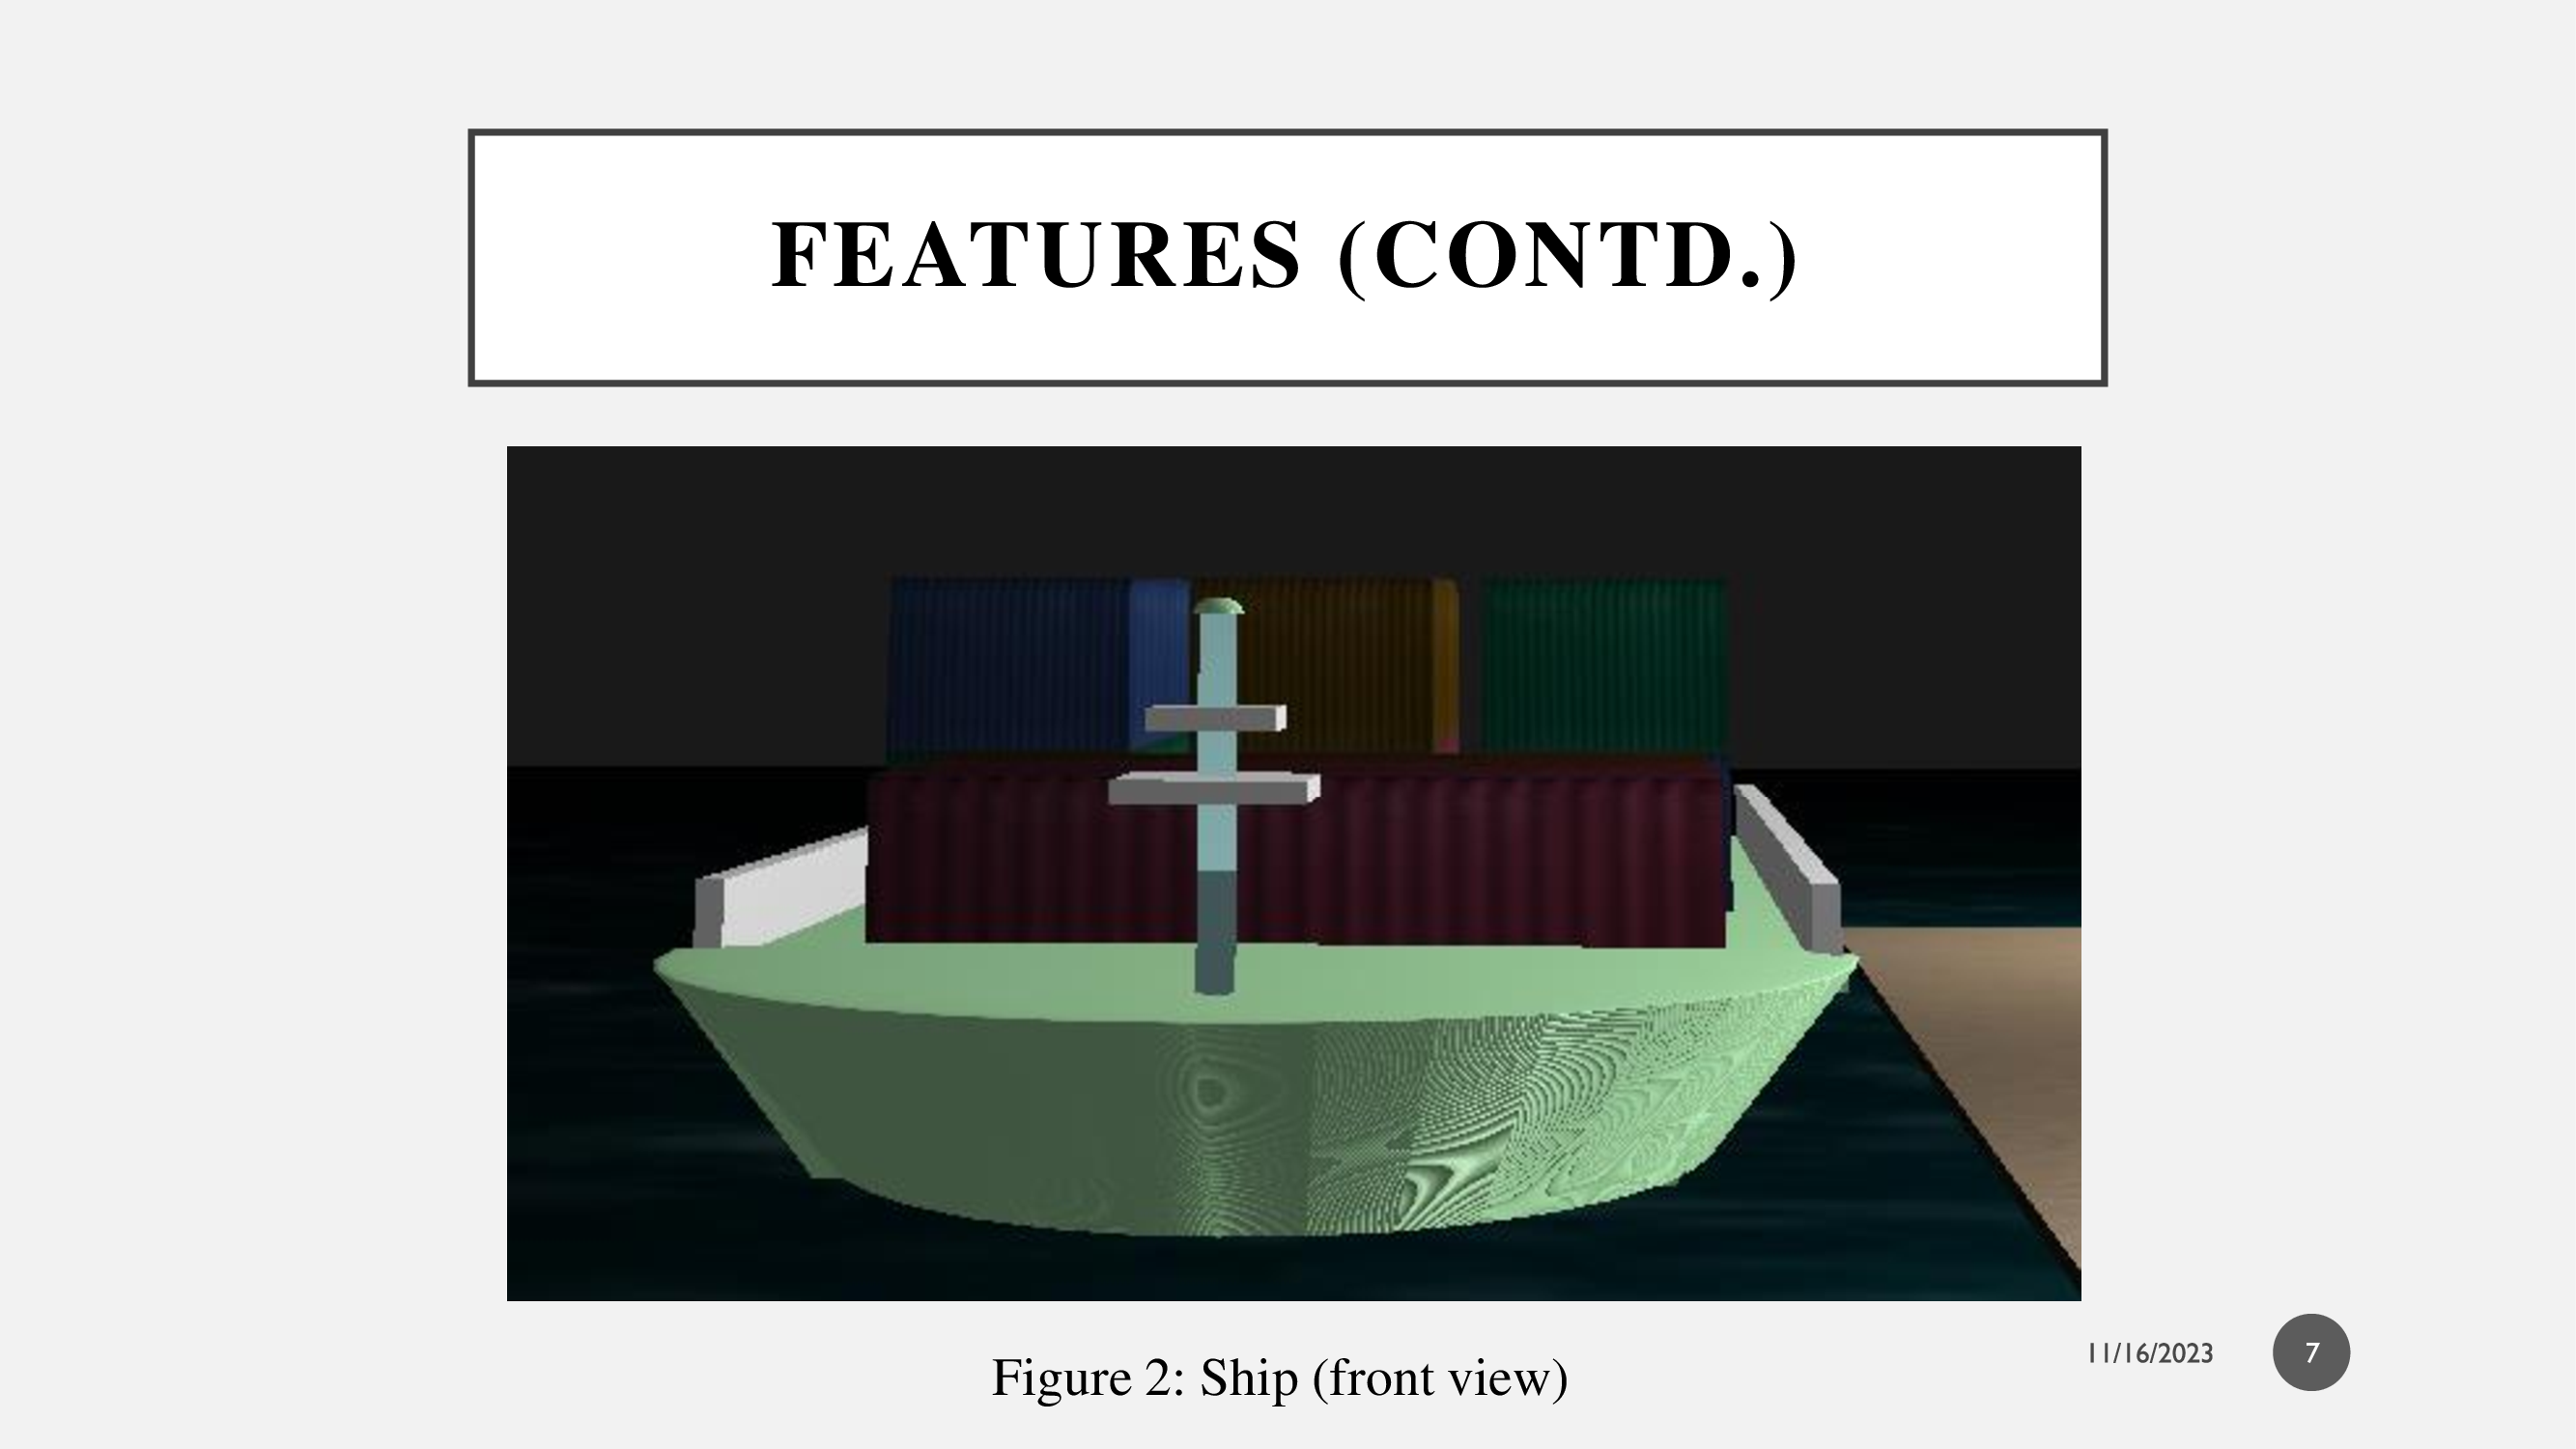 FEATURES (CONTD.)
Figure 2: Ship (front view)
11/16/2023
7